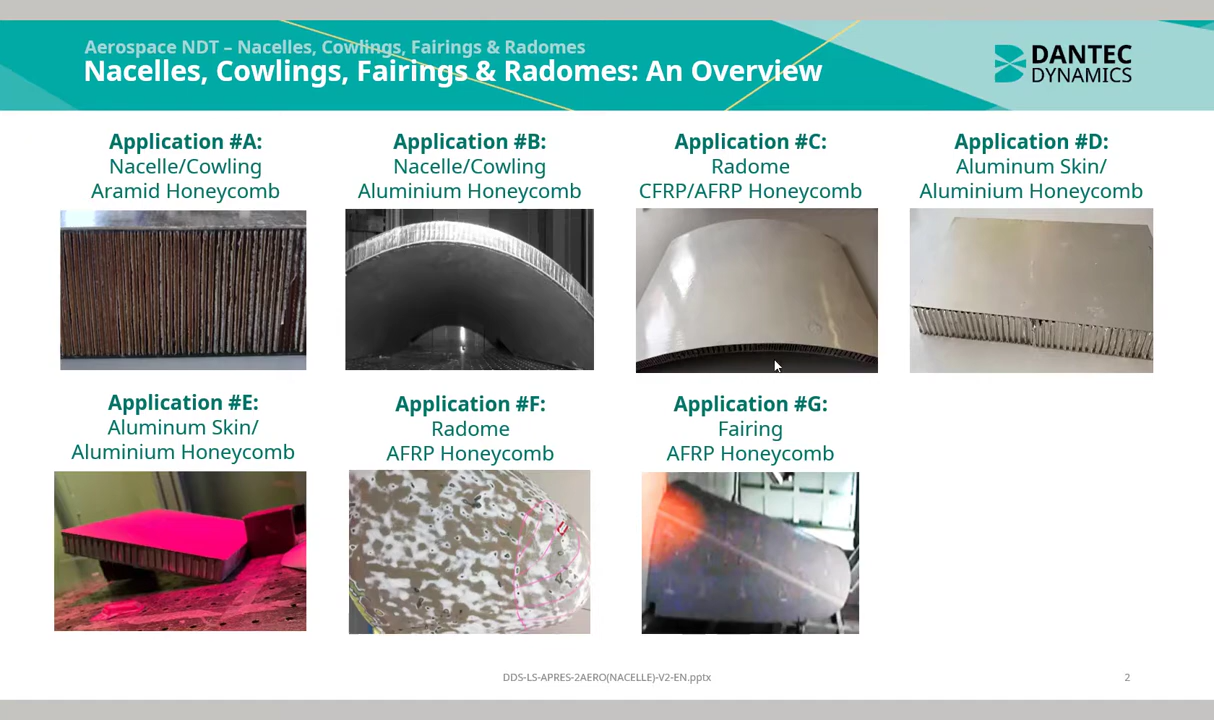 Aerospace NDT – Nacelles, Cowlings, Fairings & Radomes
Nacelles, Cowlings, Fairings & Radomes: An Overview
DANTEC
DYNAMICS
Application #A:
Nacelle/Cowling
Aramid Honeycomb
Application #B:
Nacelle/Cowling
Aluminium Honeycomb
Application #C:
Radome
CFRP/AFRP Honeycomb
Application #D:
Aluminum Skin/
Aluminium Honeycomb
Application #E:
Aluminum Skin/
Aluminium Honeycomb
Application #F:
Radome
AFRP Honeycomb
Application #G:
Fairing
AFRP Honeycomb
DDS-LS-APRES-2AERO(NACELLE)-V2-EN.pptx
2